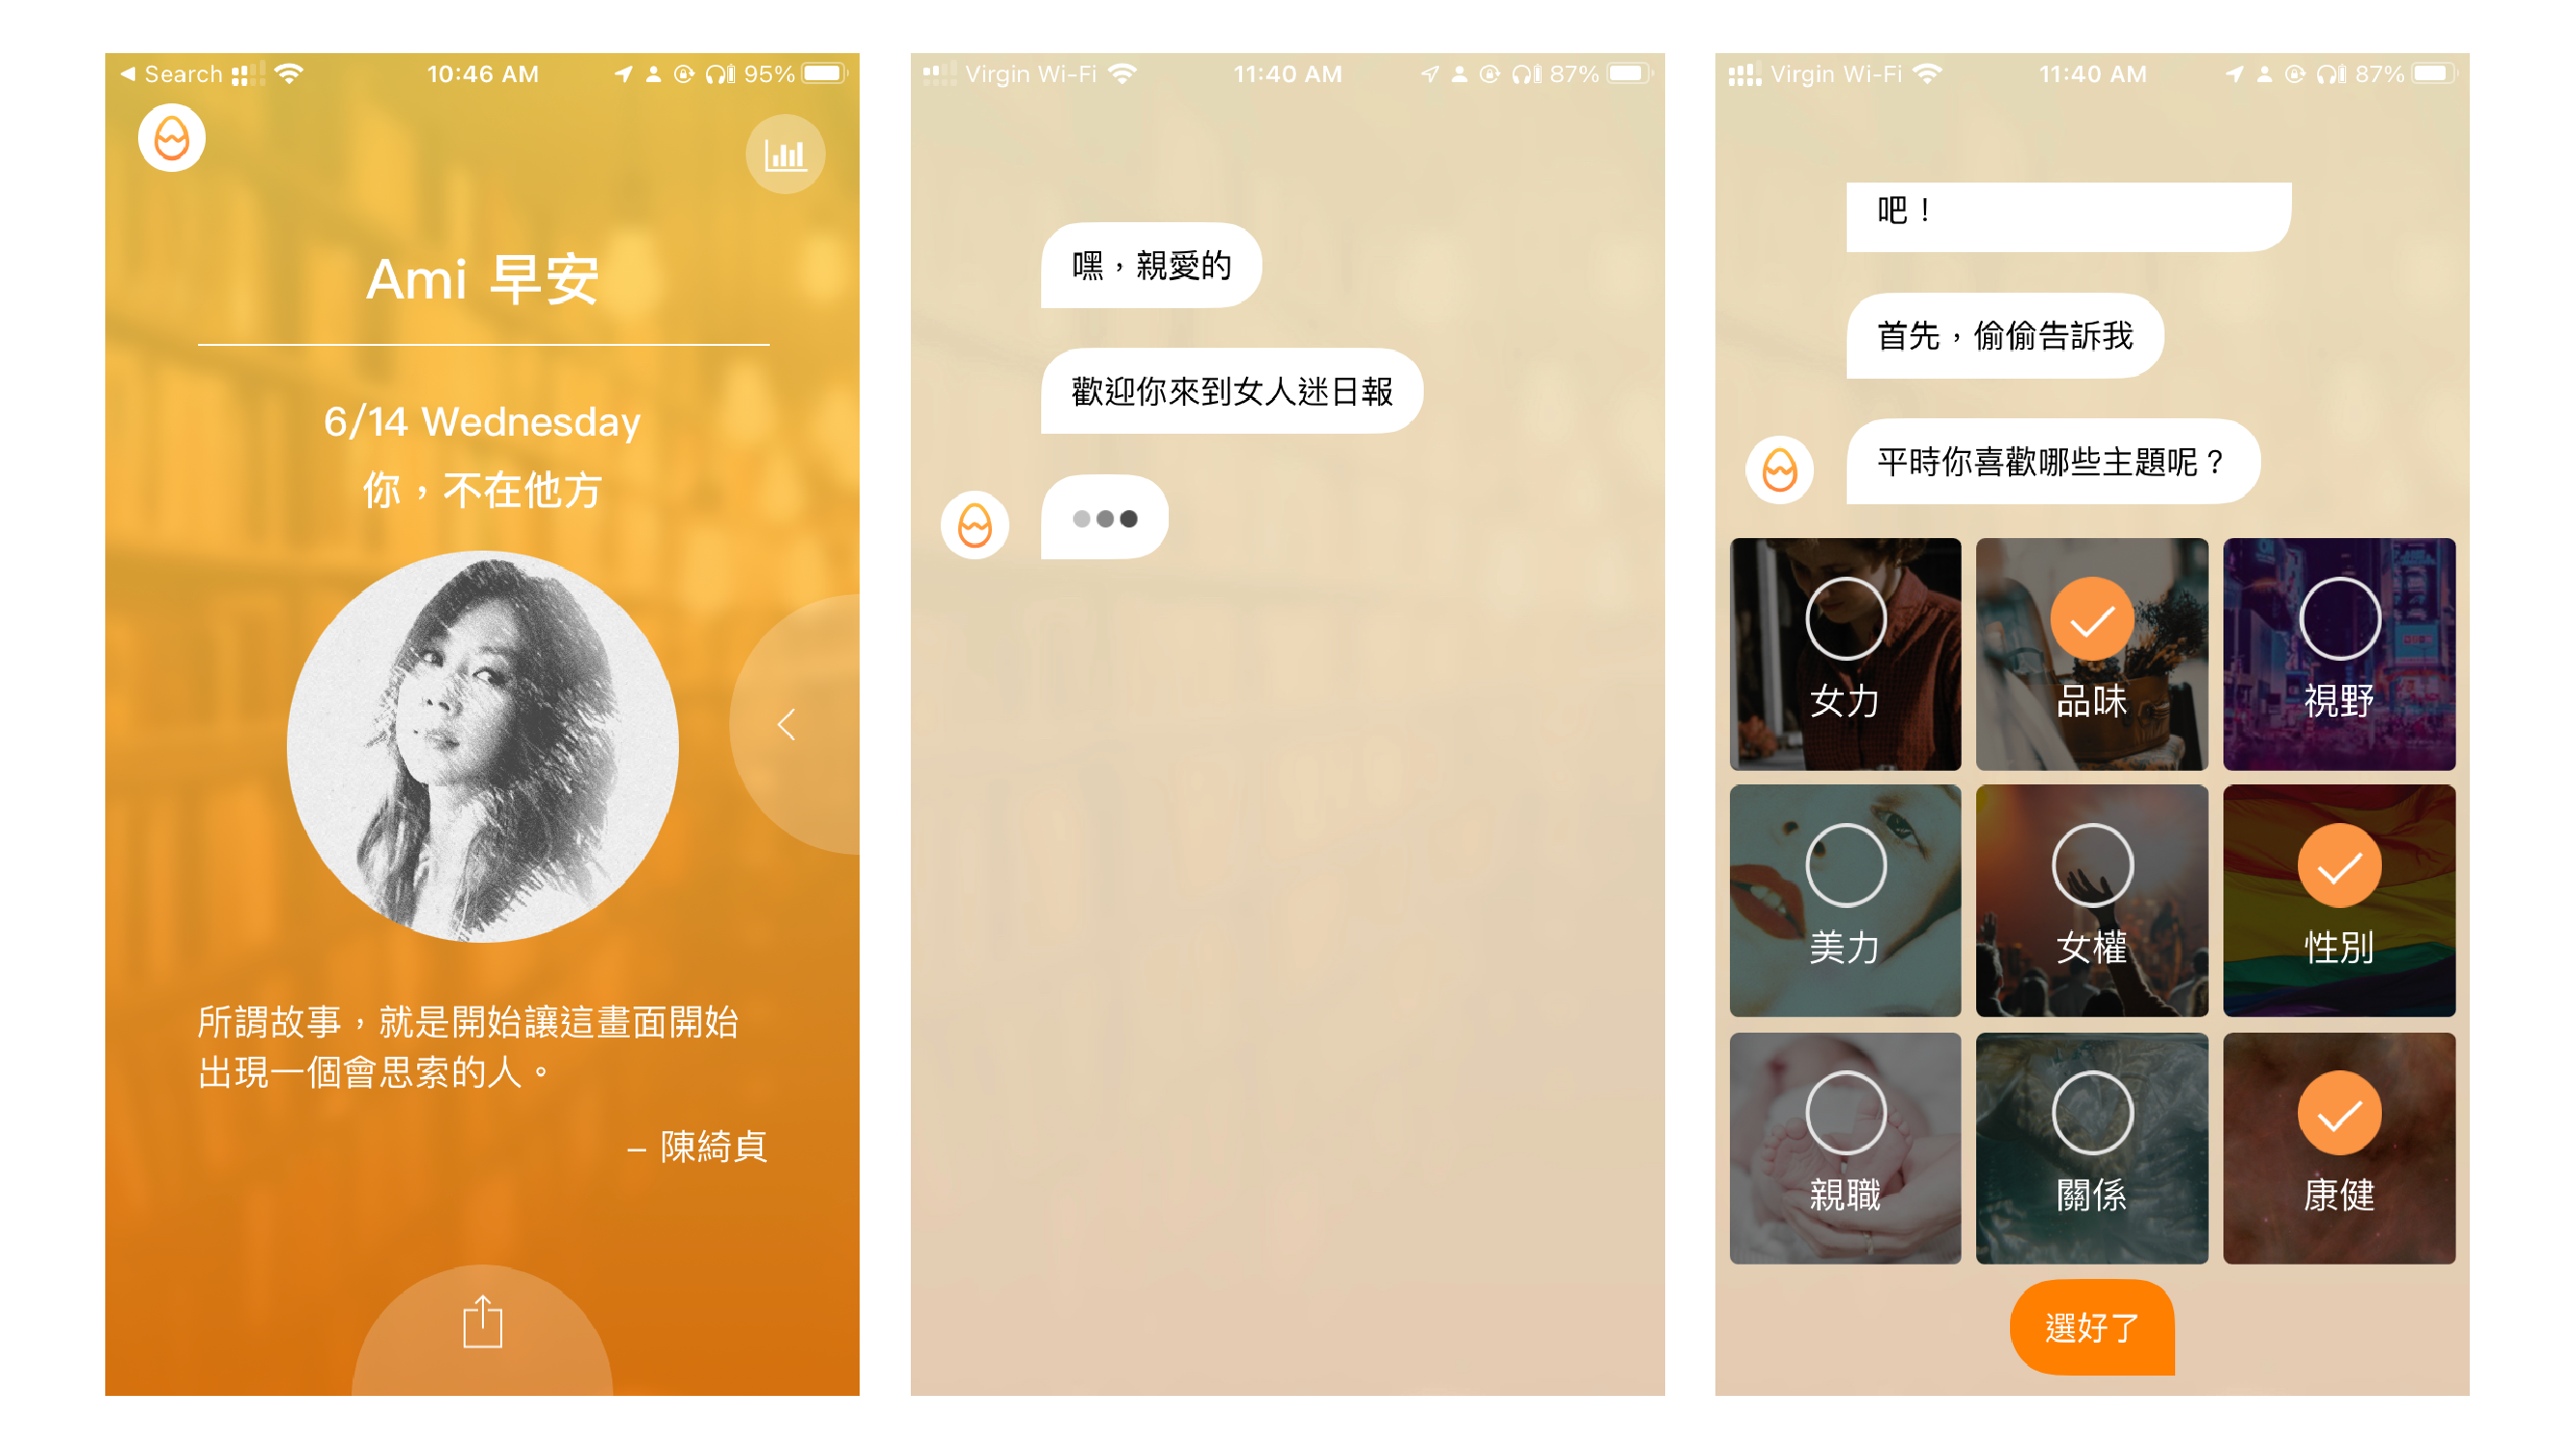 Search
10:46 AM
95%
Ami 早安
6/14 Wednesday
你，不在他方
所謂故事，就是開始讓這畫面開始
出現一個會思索的人。
– 陳綺貞
Virgin Wi-Fi
11:40 AM
87%
嘿，親愛的
歡迎你來到女人迷日報
Virgin Wi-Fi
11:40 AM
87%
吧！
首先，偷偷告訴我
平時你喜歡哪些主題呢？
女力
品味
視野
美力
女權
性別
親職
關係
康健
選好了